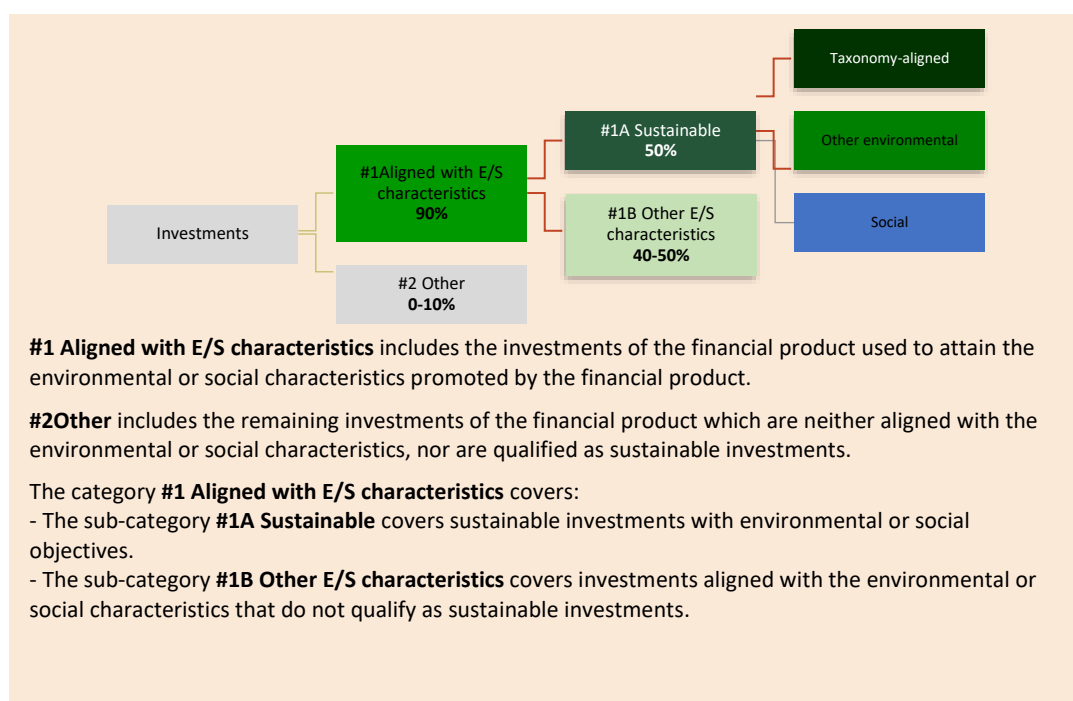 Taxonomy-aligned
#1A Sustainable
50%
Other environmental
#1Aligned with E/S
characteristics
90%
#1B Other E/S
characteristics
40-50%
Social
Investments
#2 Other
0-10%
#1 Aligned with E/S characteristics includes the investments of the financial product used to attain the
environmental or social characteristics promoted by the financial product.
#2Other includes the remaining investments of the financial product which are neither aligned with the
environmental or social characteristics, nor are qualified as sustainable investments.
The category #1 Aligned with E/S characteristics covers:
- The sub-category #1A Sustainable covers sustainable investments with environmental or social
objectives.
- The sub-category #1B Other E/S characteristics covers investments aligned with the environmental or
social characteristics that do not qualify as sustainable investments.